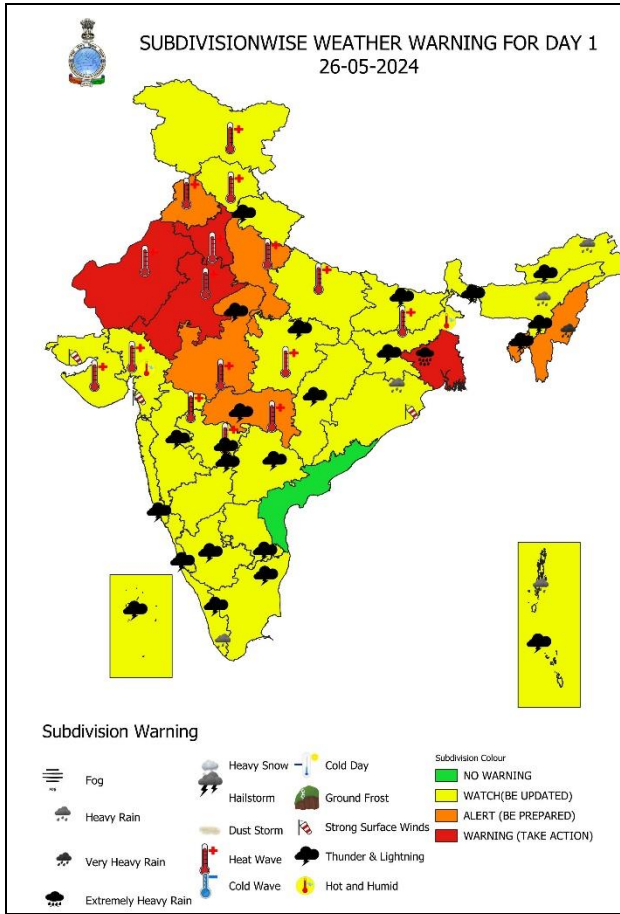 SUBDIVISIONWISE WEATHER WARNING FOR DAY 1
26-05-2024
Subdivision Warning
Fog
Heavy Rain
Very Heavy Rain
Extremely Heavy Rain
Heavy Snow
Hailstorm
Dust Storm
Heat Wave
Cold Wave
Cold Day
Ground Frost
Strong Surface Winds
Thunder & Lightning
Hot and Humid
Subdivision Colour
NO WARNING
WATCH(BE UPDATED)
ALERT (BE PREPARED)
WARNING (TAKE ACTION)